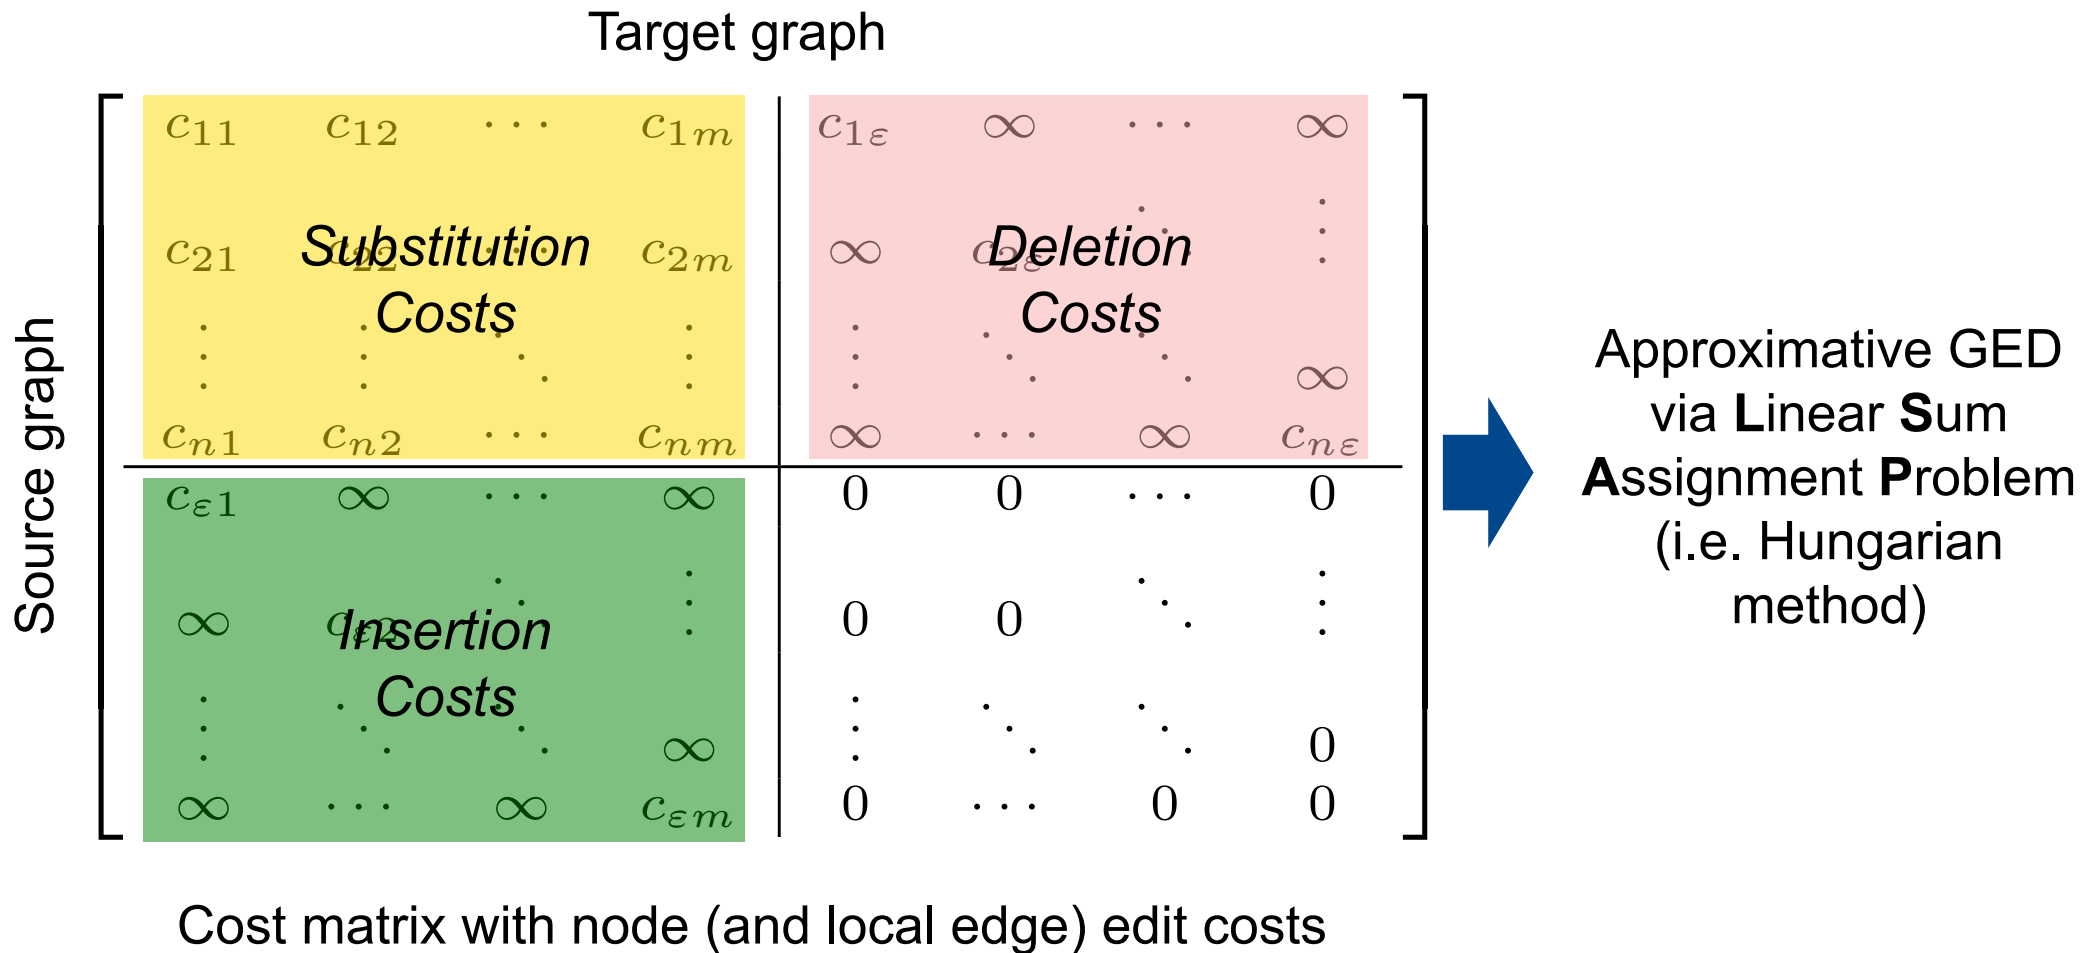 Target graph
Source graph
c₁₁ c₁₂ ⋯ c₁ₘ c₁ε ∞ ⋯ ∞
c₂₁ c₂₂ ⋯ c₂ₘ ∞ c₂ε ⋱ ⋮
Substitution
Costs
Deletion
Costs
⋮ ⋮ ⋱ ⋮ ⋮ ⋱ ⋱ ∞
cₙ₁ cₙ₂ ⋯ cₙₘ ∞ ⋯ ∞ cₙε
cε₁ ∞ ⋯ ∞ 0 0 ⋯ 0
∞ cε₂ ⋱ ⋮ 0 0 ⋱ ⋮
Insertion
Costs
⋮ ⋱ ⋱ ∞ ⋮ ⋱ ⋱ 0
∞ ⋯ ∞ cεₘ 0 ⋯ 0 0
Approximative GED
via Linear Sum
Assignment Problem
(i.e. Hungarian
method)
Cost matrix with node (and local edge) edit costs